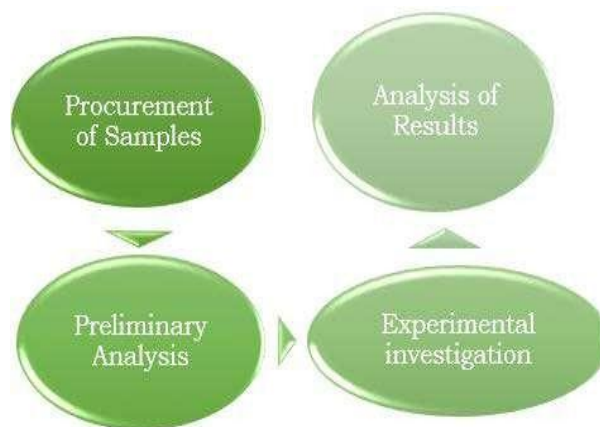 Procurement
of Samples
Preliminary
Analysis
Experimental
investigation
Analysis of
Results